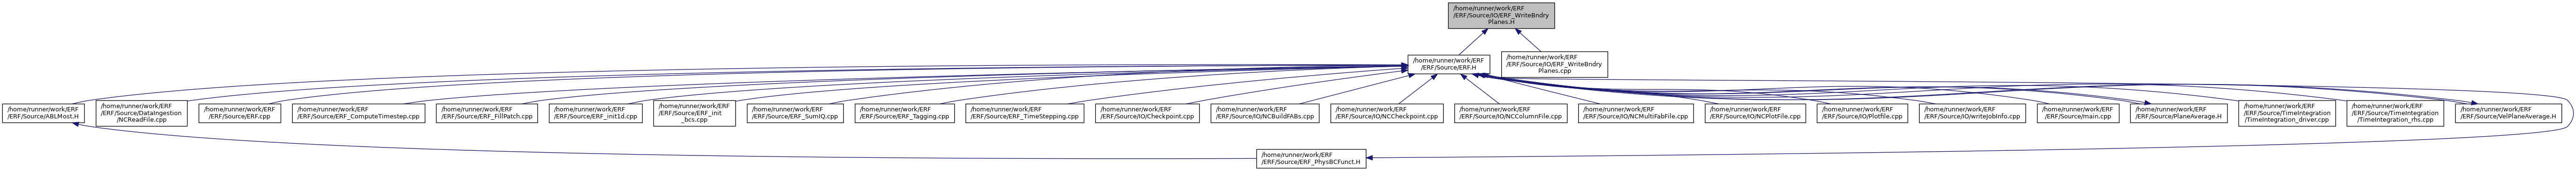 /home/runner/work/ERF
/ERF/Source/IO/ERF_WriteBndry
Planes.H
/home/runner/work/ERF
/ERF/Source/ERF.H
/home/runner/work/ERF
/ERF/Source/IO/ERF_WriteBndry
Planes.cpp
/home/runner/work/ERF
/ERF/Source/ABLMost.H
/home/runner/work/ERF
/ERF/Source/DataIngestion
/NCReadFile.cpp
/home/runner/work/ERF
/ERF/Source/ERF.cpp
/home/runner/work/ERF
/ERF/Source/ERF_ComputeTimestep.cpp
/home/runner/work/ERF
/ERF/Source/ERF_FillPatch.cpp
/home/runner/work/ERF
/ERF/Source/ERF_init1d.cpp
/home/runner/work/ERF
/ERF/Source/ERF_init
_bcs.cpp
/home/runner/work/ERF
/ERF/Source/ERF_SumIQ.cpp
/home/runner/work/ERF
/ERF/Source/ERF_Tagging.cpp
/home/runner/work/ERF
/ERF/Source/ERF_TimeStepping.cpp
/home/runner/work/ERF
/ERF/Source/IO/Checkpoint.cpp
/home/runner/work/ERF
/ERF/Source/IO/NCBuildFABs.cpp
/home/runner/work/ERF
/ERF/Source/IO/NCCheckpoint.cpp
/home/runner/work/ERF
/ERF/Source/IO/NCColumnFile.cpp
/home/runner/work/ERF
/ERF/Source/IO/NCMultiFabFile.cpp
/home/runner/work/ERF
/ERF/Source/IO/NCPlotFile.cpp
/home/runner/work/ERF
/ERF/Source/IO/Plotfile.cpp
/home/runner/work/ERF
/ERF/Source/IO/writeJobInfo.cpp
/home/runner/work/ERF
/ERF/Source/main.cpp
/home/runner/work/ERF
/ERF/Source/PlaneAverage.H
/home/runner/work/ERF
/ERF/Source/TimeIntegration
/TimeIntegration_driver.cpp
/home/runner/work/ERF
/ERF/Source/TimeIntegration
/TimeIntegration_rhs.cpp
/home/runner/work/ERF
/ERF/Source/VelPlaneAverage.H
/home/runner/work/ERF
/ERF/Source/ERF_PhysBCFunct.H